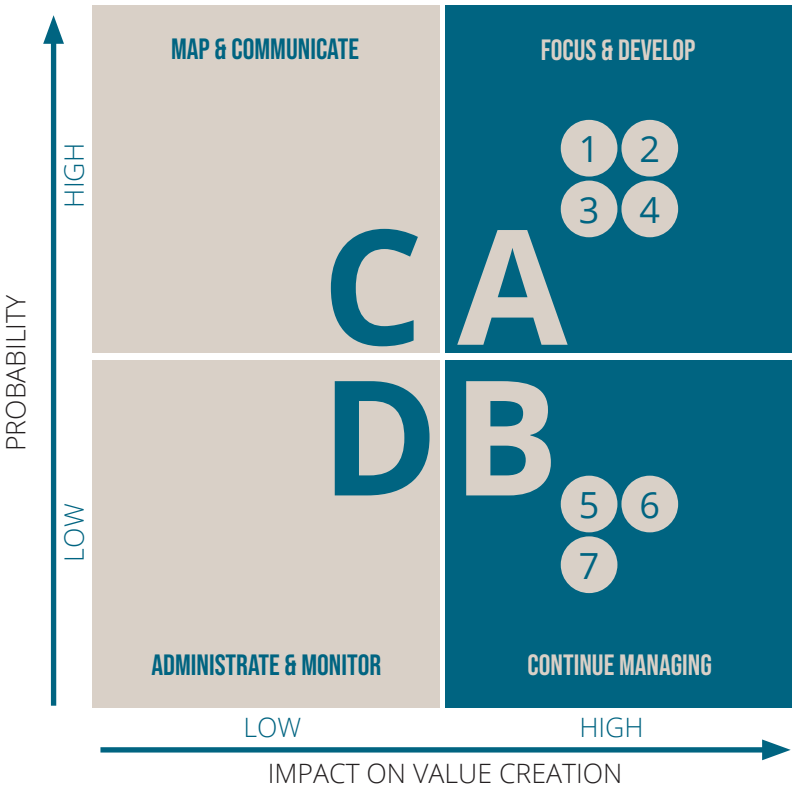 MAP & COMMUNICATE
FOCUS & DEVELOP
HIGH
1 2
3 4
C A
PROBABILITY
D B
5 6
7
LOW
ADMINISTRATE & MONITOR
CONTINUE MANAGING
LOW
HIGH
IMPACT ON VALUE CREATION